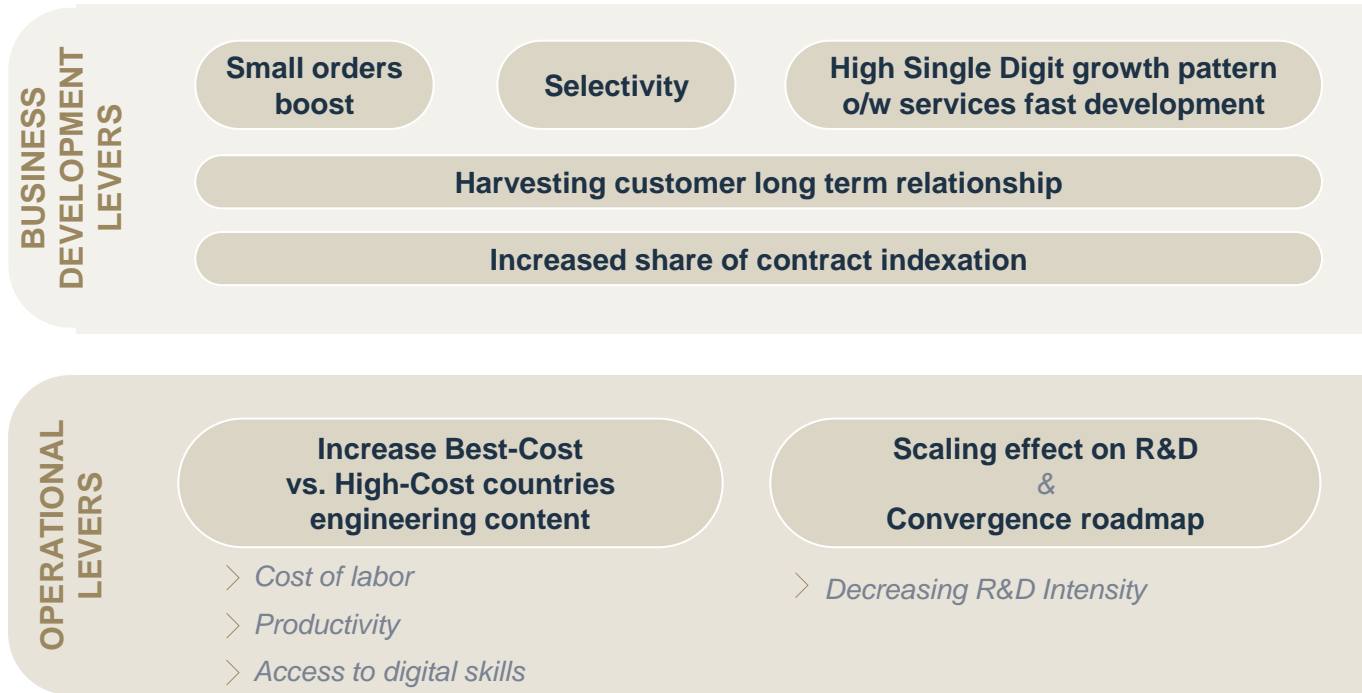 BUSINESS
DEVELOPMENT
LEVERS
Small orders
boost
Selectivity
High Single Digit growth pattern
o/w services fast development
Harvesting customer long term relationship
Increased share of contract indexation
OPERATIONAL
LEVERS
Increase Best-Cost
vs. High-Cost countries
engineering content
> Cost of labor
> Productivity
> Access to digital skills
Scaling effect on R&D
&
Convergence roadmap
> Decreasing R&D Intensity